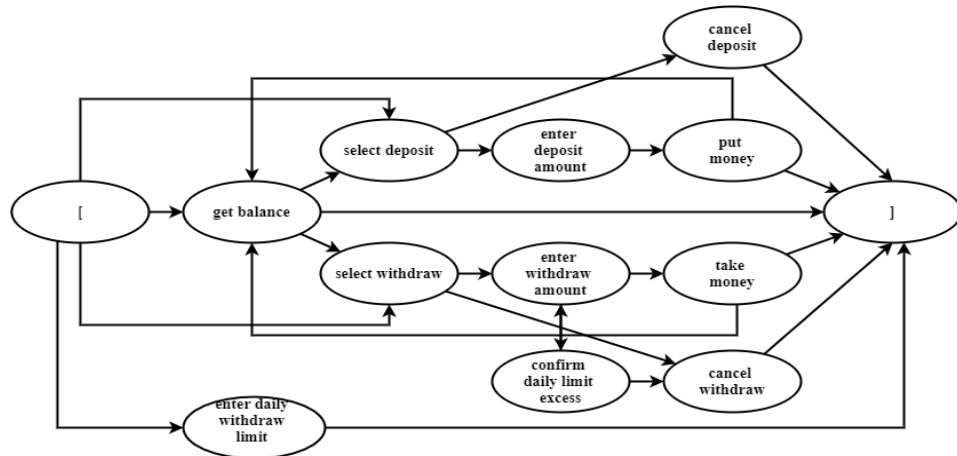 cancel
deposit
select deposit
enter
deposit
amount
put
money
[
get balance
]
select withdraw
enter
withdraw
amount
take
money
confirm
daily limit
excess
cancel
withdraw
enter daily
withdraw
limit